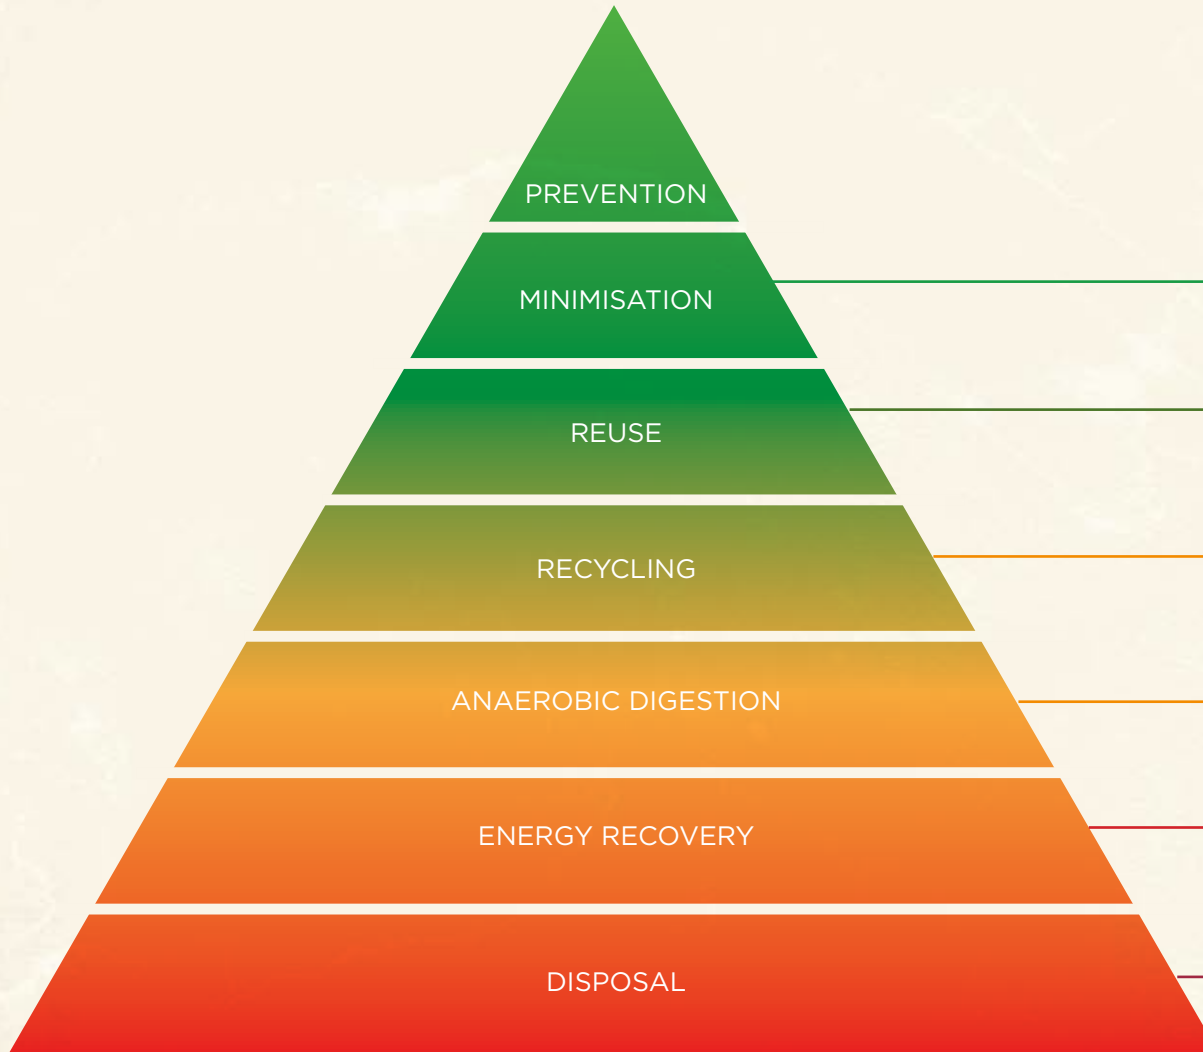 PREVENTION
MINIMISATION
REUSE
RECYCLING
ANAEROBIC DIGESTION
ENERGY RECOVERY
DISPOSAL